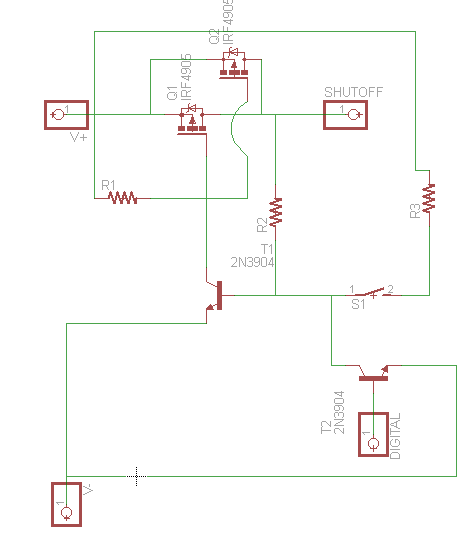 Q2
IRF4905
Q1
IRF4905
1
V+
SHUTOFF
1
R1
R2
R3
T1
2N3904
1
2
S1
T2
2N3904
1
DIGITAL
1
V-